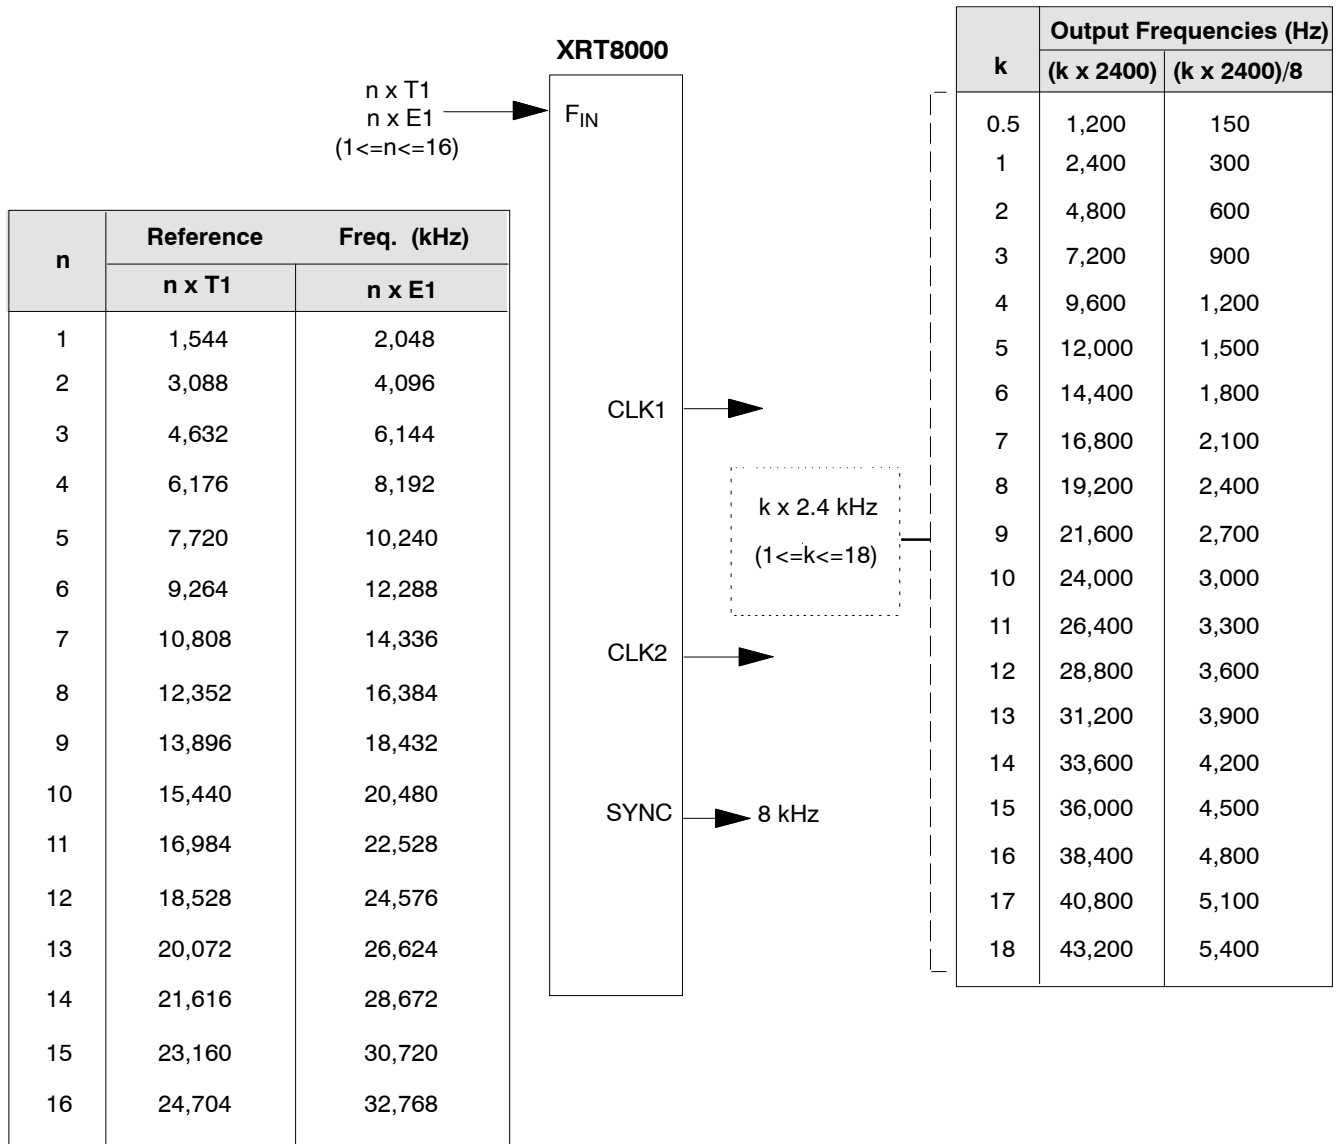 XRT8000
n x T1
n x E1
(1<=n<=16)
FIN
CLK1
CLK2
SYNC
8 kHz
k x 2.4 kHz
(1<=k<=18)
n Reference Freq. (kHz)
n x T1 n x E1
1 1,544 2,048
2 3,088 4,096
3 4,632 6,144
4 6,176 8,192
5 7,720 10,240
6 9,264 12,288
7 10,808 14,336
8 12,352 16,384
9 13,896 18,432
10 15,440 20,480
11 16,984 22,528
12 18,528 24,576
13 20,072 26,624
14 21,616 28,672
15 23,160 30,720
16 24,704 32,768
k Output Frequencies (Hz)
(k x 2400) (k x 2400)/8
0.5 1,200 150
1 2,400 300
2 4,800 600
3 7,200 900
4 9,600 1,200
5 12,000 1,500
6 14,400 1,800
7 16,800 2,100
8 19,200 2,400
9 21,600 2,700
10 24,000 3,000
11 26,400 3,300
12 28,800 3,600
13 31,200 3,900
14 33,600 4,200
15 36,000 4,500
16 38,400 4,800
17 40,800 5,100
18 43,200 5,400